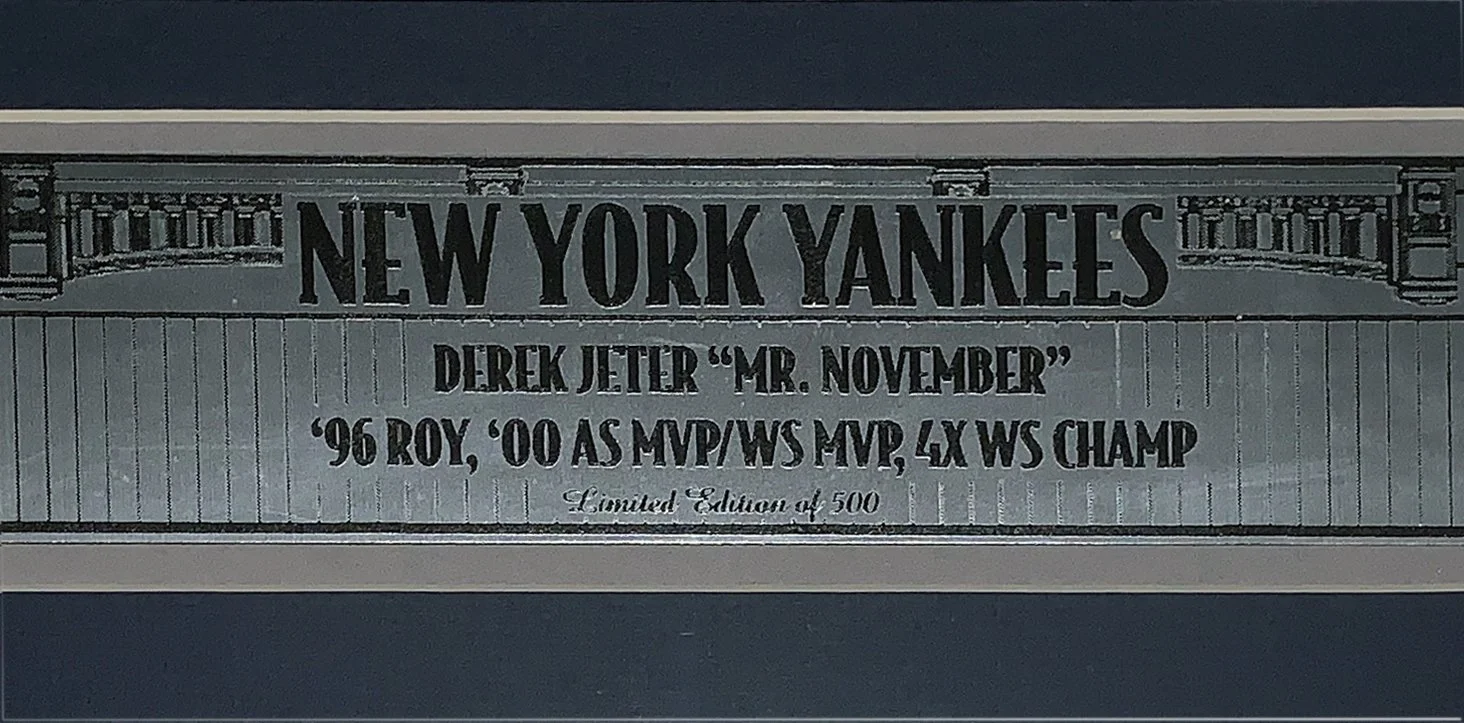 NEW YORK YANKEES
DEREK JETER “MR. NOVEMBER”
‘96 ROY, ‘00 AS MVP/WS MVP, 4X WS CHAMP
Limited Edition of 500